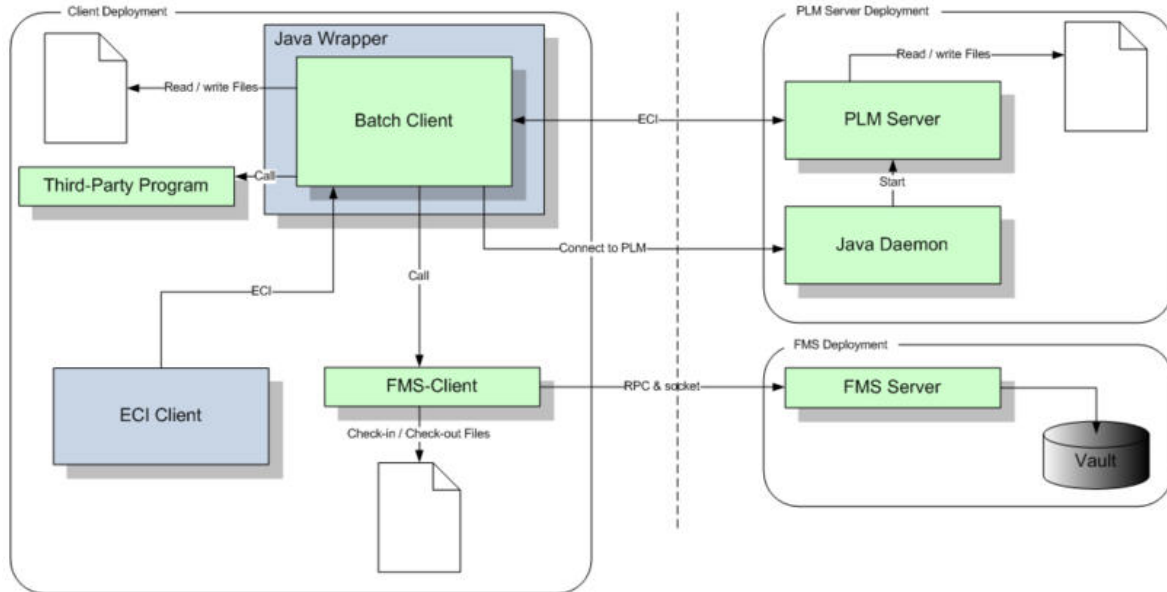 Client Deployment
PLM Server Deployment
Java Wrapper
Read / write Files
Read / write Files
Batch Client
ECI
PLM Server
Third-Party Program
Call
Start
Connect to PLM
Java Daemon
Call
ECI
FMS Deployment
FMS-Client
RPC & socket
FMS Server
ECI Client
Check-in / Check-out Files
Vault